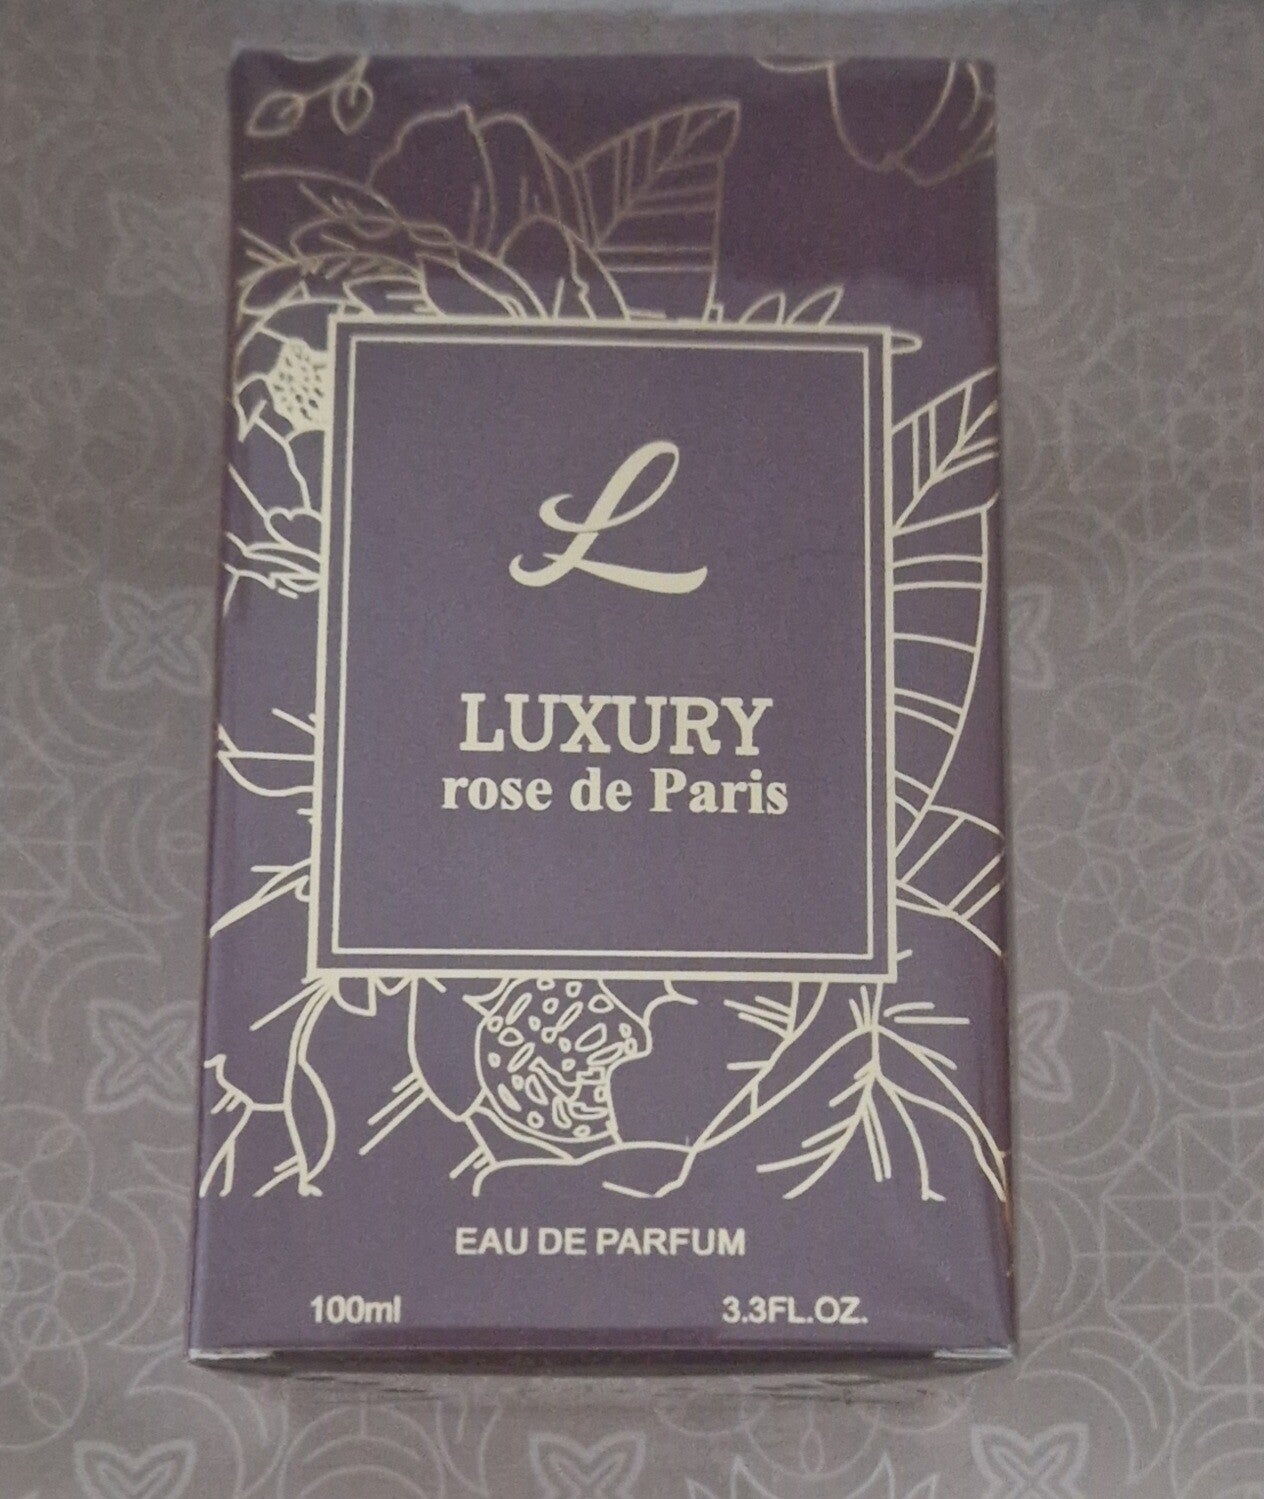 L
LUXURY
rose de Paris
EAU DE PARFUM
100ml 3.3FL.OZ.